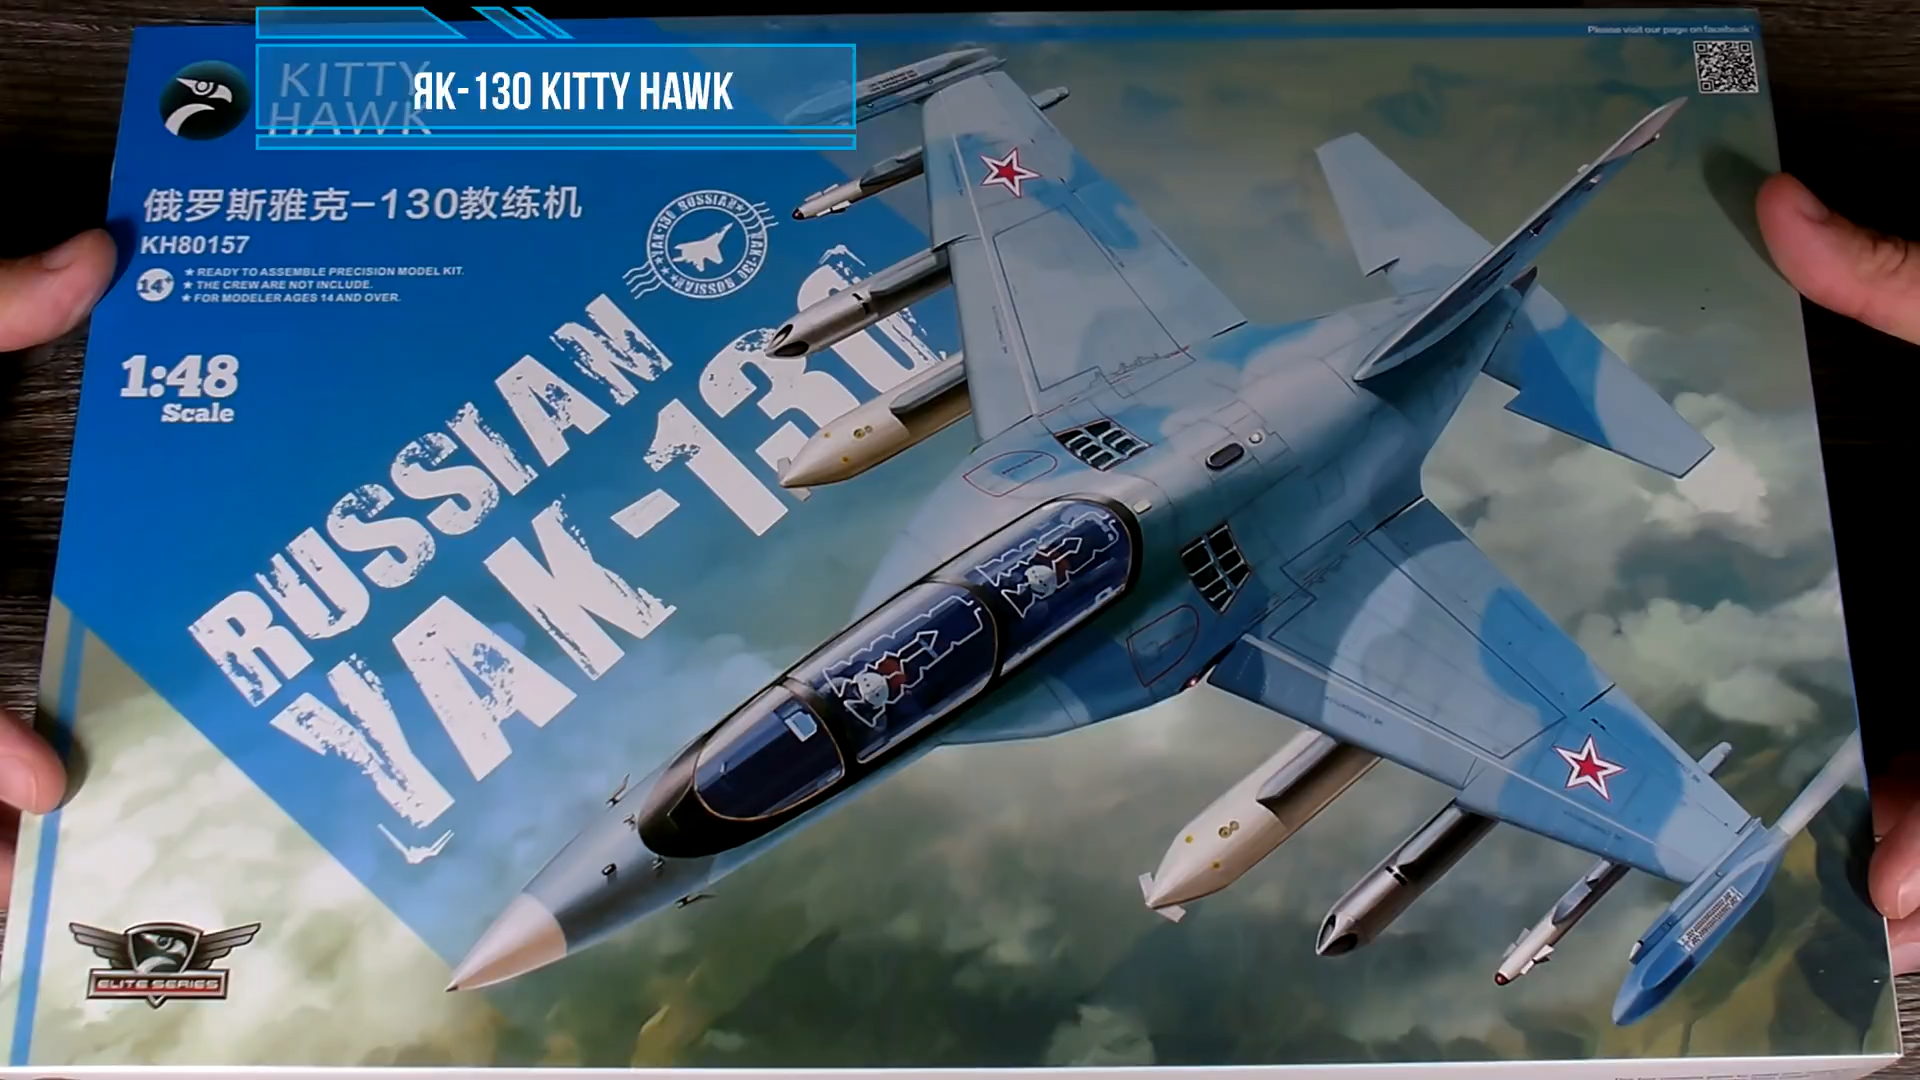 Please visit our page on facebook!
KITTY
HAWK
ЯК-130 KITTY HAWK
俄罗斯雅克-130教练机
KH80157
14+
★ READY TO ASSEMBLE PRECISION MODEL KIT.
★ THE CREW ARE NOT INCLUDE.
★ FOR MODELER AGES 14 AND OVER.
YAK-130 RUSSIAN YAK-130 RUSSIAN
1:48
Scale
RUSSIAN
YAK-130
ELITE SERIES